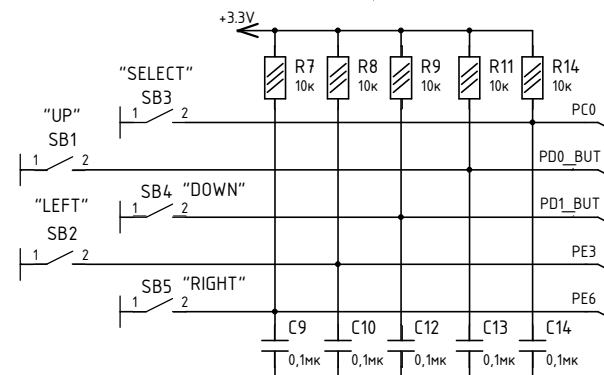 +3.3V
R7 R8 R9 R11 R14
10к 10к 10к 10к 10к
"SELECT"
SB3
1 2
PC0
"UP"
SB1
1 2
PD0_BUT
SB4 "DOWN"
1 2
PD1_BUT
"LEFT"
SB2
1 2
PE3
SB5 "RIGHT"
1 2
PE6
C9 C10 C12 C13 C14
0,1мк 0,1мк 0,1мк 0,1мк 0,1мк